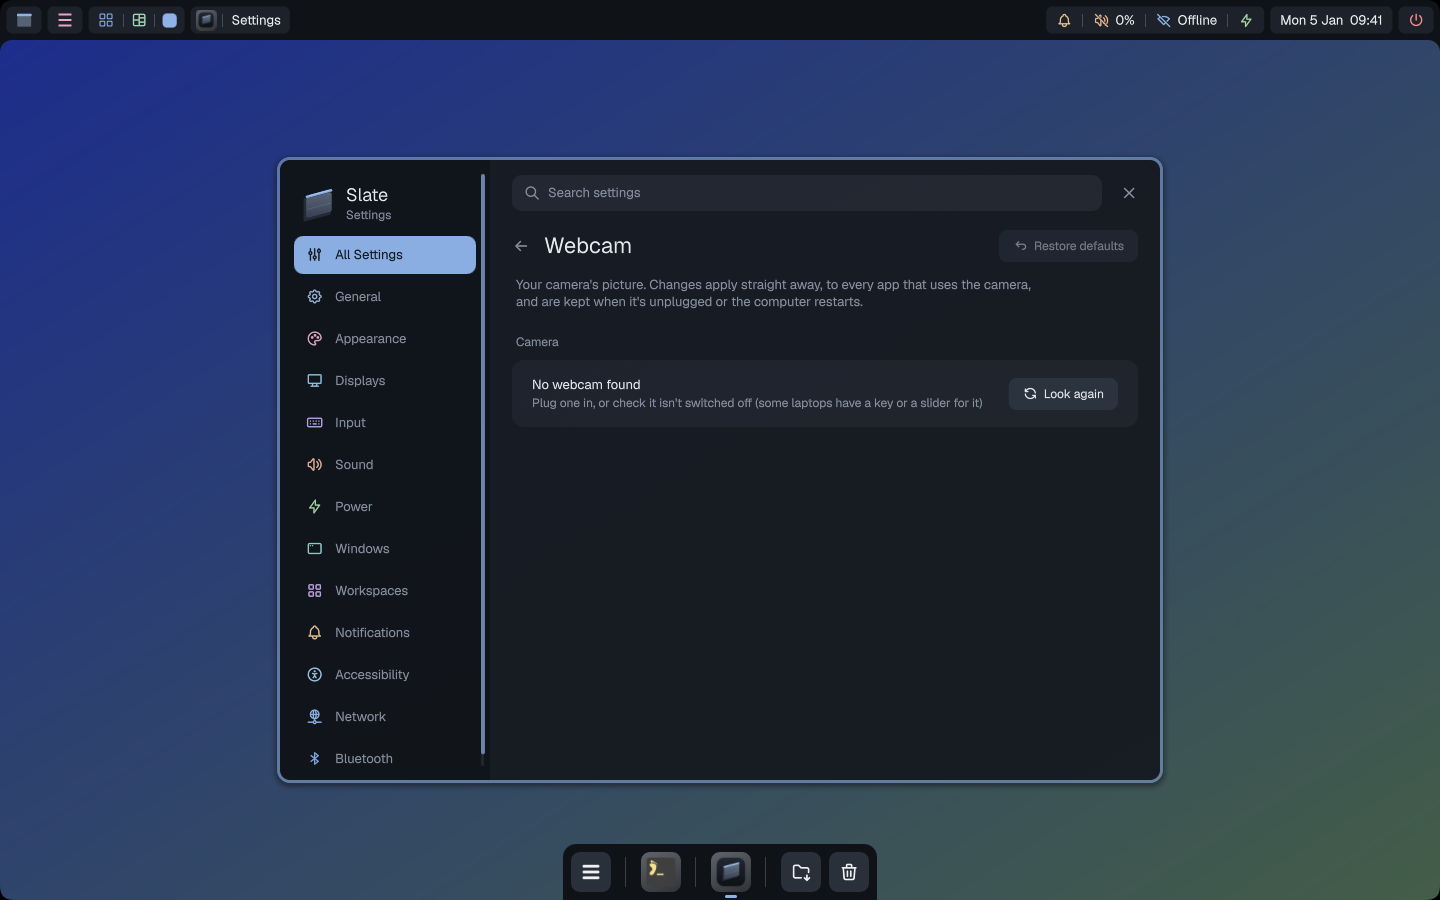 Settings
0%
Offline
Mon 5 Jan 09:41
Slate
Settings
All Settings
General
Appearance
Displays
Input
Sound
Power
Windows
Workspaces
Notifications
Accessibility
Network
Bluetooth
Search settings
Webcam
Restore defaults
Your camera's picture. Changes apply straight away, to every app that uses the camera,
and are kept when it's unplugged or the computer restarts.
Camera
No webcam found
Plug one in, or check it isn't switched off (some laptops have a key or a slider for it)
Look again